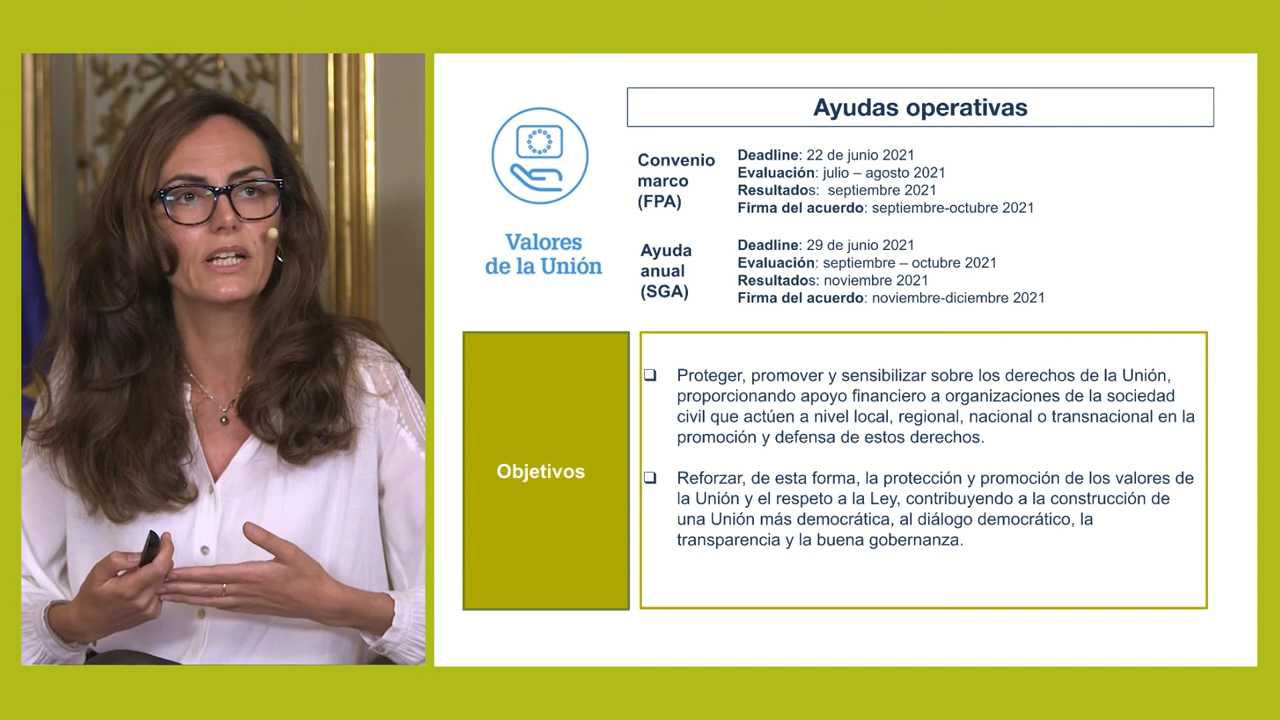 Ayudas operativas
Valores
de la Unión
Convenio
marco
(FPA)
Deadline: 22 de junio 2021
Evaluación: julio – agosto 2021
Resultados: septiembre 2021
Firma del acuerdo: septiembre-octubre 2021
Ayuda
anual
(SGA)
Deadline: 29 de junio 2021
Evaluación: septiembre – octubre 2021
Resultados: noviembre 2021
Firma del acuerdo: noviembre-diciembre 2021
Objetivos
❑ Proteger, promover y sensibilizar sobre los derechos de la Unión,
proporcionando apoyo financiero a organizaciones de la sociedad
civil que actúen a nivel local, regional, nacional o transnacional en la
promoción y defensa de estos derechos.
❑ Reforzar, de esta forma, la protección y promoción de los valores de
la Unión y el respeto a la Ley, contribuyendo a la construcción de
una Unión más democrática, al diálogo democrático, la
transparencia y la buena gobernanza.